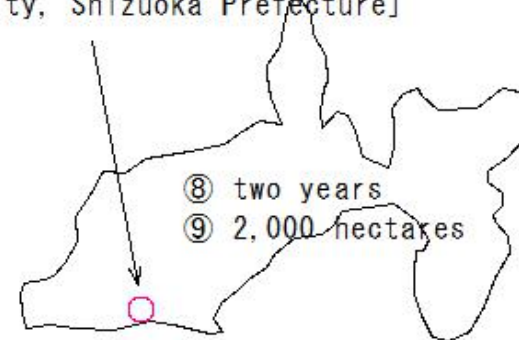 ty, Shizuoka Prefecture]
⑧ two years
⑨ 2,000 hectares